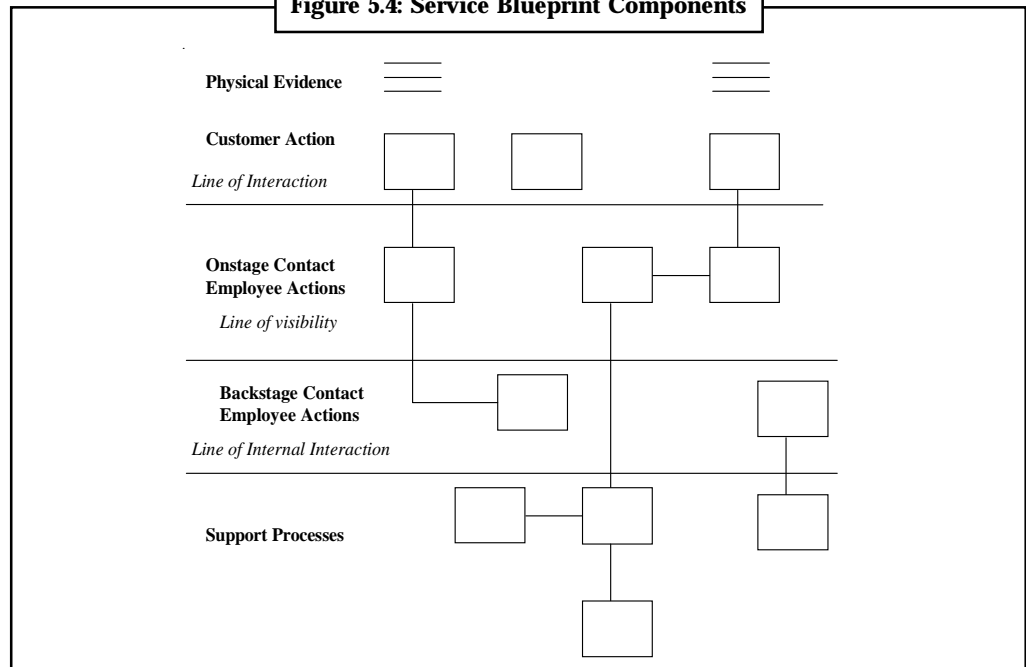 Figure 5.4: Service Blueprint Components
Physical Evidence
Customer Action
Line of Interaction
Onstage Contact
Employee Actions
Line of visibility
Backstage Contact
Employee Actions
Line of Internal Interaction
Support Processes